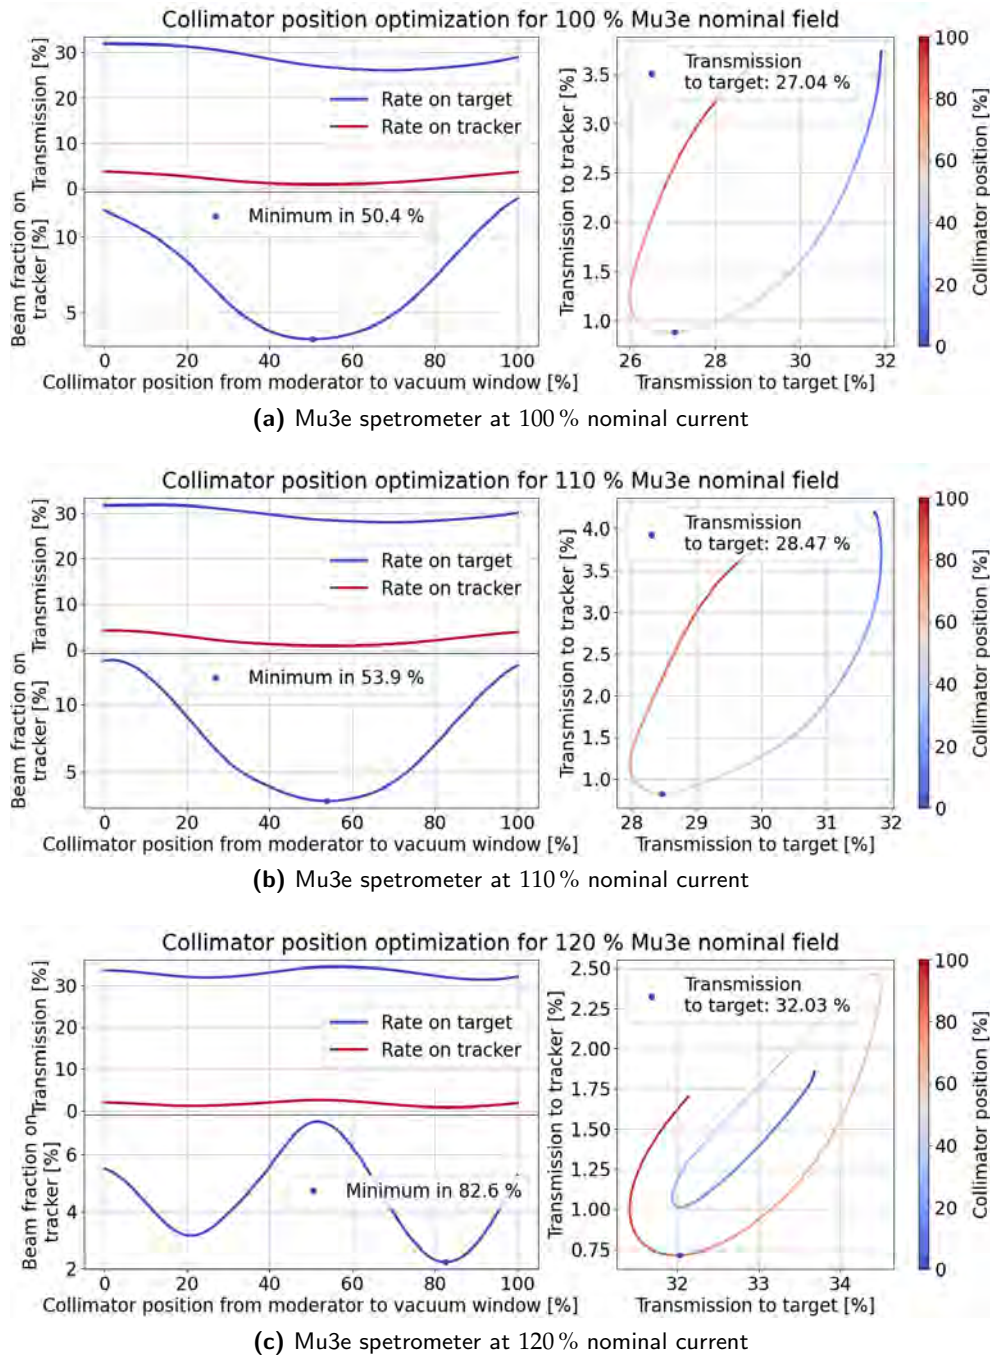 Collimator position optimization for 100 % Mu3e nominal field
Transmission [%]
30
20
10
0
Rate on target
Rate on tracker
Beam fraction on
tracker [%]
10
5
Minimum in 50.4 %
0 20 40 60 80 100
Collimator position from moderator to vacuum window [%]
Transmission to tracker [%]
3.5
3.0
2.5
2.0
1.5
1.0
Transmission
to target: 27.04 %
26 28 30 32
Transmission to target [%]
100
80
60
40
20
0
Collimator position [%]
(a) Mu3e spetrometer at 100 % nominal current
Collimator position optimization for 110 % Mu3e nominal field
Transmission [%]
30
20
10
0
Rate on target
Rate on tracker
Beam fraction on
tracker [%]
10
5
Minimum in 53.9 %
0 20 40 60 80 100
Collimator position from moderator to vacuum window [%]
Transmission to tracker [%]
4.0
3.5
3.0
2.5
2.0
1.5
1.0
Transmission
to target: 28.47 %
28 29 30 31 32
Transmission to target [%]
100
80
60
40
20
0
Collimator position [%]
(b) Mu3e spetrometer at 110 % nominal current
Collimator position optimization for 120 % Mu3e nominal field
Transmission [%]
30
20
10
0
Rate on target
Rate on tracker
Beam fraction on
tracker [%]
6
4
2
Minimum in 82.6 %
0 20 40 60 80 100
Collimator position from moderator to vacuum window [%]
Transmission to tracker [%]
2.50
2.25
2.00
1.75
1.50
1.25
1.00
0.75
Transmission
to target: 32.03 %
32 33 34
Transmission to target [%]
100
80
60
40
20
0
Collimator position [%]
(c) Mu3e spetrometer at 120 % nominal current